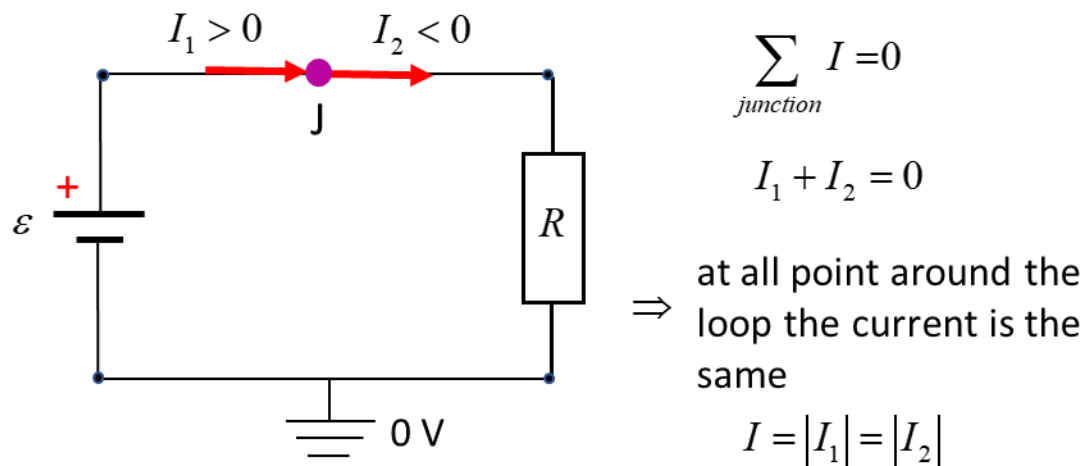 I₁ > 0 I₂ < 0
J
+
ε
R
0 V
∑ I =0
junction
I₁ + I₂ = 0
⇒ at all point around the
loop the current is the
same
I = |I₁| = |I₂|